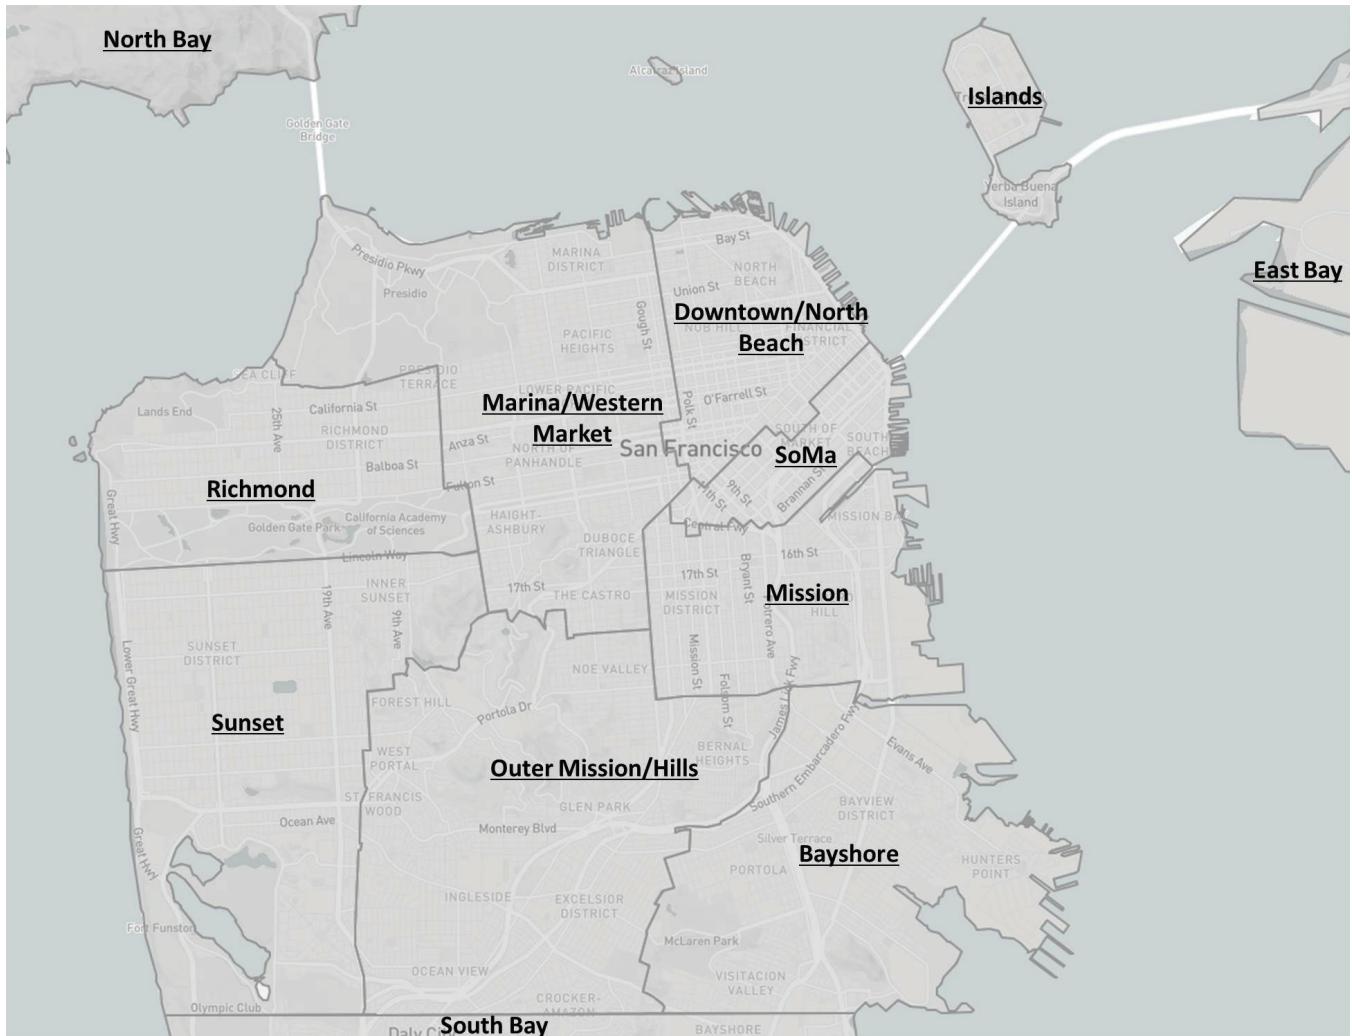 North Bay
Alcatraz Island
Islands
Golden Gate
Bridge
Yerba Buena
Island
East Bay
Bay St
MARINA
DISTRICT
Presidio Pkwy
NORTH
BEACH
Presidio
Union St
Gough St
Downtown/North
Beach
NOB HILL
FINANCIAL
DISTRICT
PACIFIC
HEIGHTS
SEA CLIFF
PRESIDIO
TERRACE
LOWER PACIFIC
O'Farrell St
Polk St
Marina/Western
Market
Lands End
California St
25th Ave
RICHMOND
DISTRICT
Anza St
NORTH OF
PANHANDLE
San Francisco
SOUTH OF
MARKET
SOUTH
BEACH
SoMa
Balboa St
Fulton St
Richmond
9th St
11th St
Brannan St
Great Hwy
Golden Gate Park
California Academy
of Sciences
HAIGHT-
ASHBURY
Central Fwy
MISSION BAY
DUBOCE
TRIANGLE
Lincoln Way
16th St
17th St
Bryant St
INNER
SUNSET
19th Ave
9th Ave
17th St
THE CASTRO
MISSION
DISTRICT
Mission
HILL
Potrero Ave
Lower Great Hwy
SUNSET
DISTRICT
NOE VALLEY
Mission St
Folsom St
James Lick Fwy
FOREST HILL
Portola Dr
Sunset
WEST
PORTAL
BERNAL
HEIGHTS
Southern Embarcadero Fwy
Evans Ave
Outer Mission/Hills
ST. FRANCIS
WOOD
GLEN PARK
BAYVIEW
DISTRICT
Ocean Ave
Monterey Blvd
Silver Terrace
Bayshore
Great Hwy
PORTOLA
HUNTERS
POINT
INGLESIDE
EXCELSIOR
DISTRICT
Fort Funston
McLaren Park
OCEAN VIEW
VISITACION
VALLEY
Olympic Club
CROCKER-
AMAZON
South Bay
Daly City
BAYSHORE